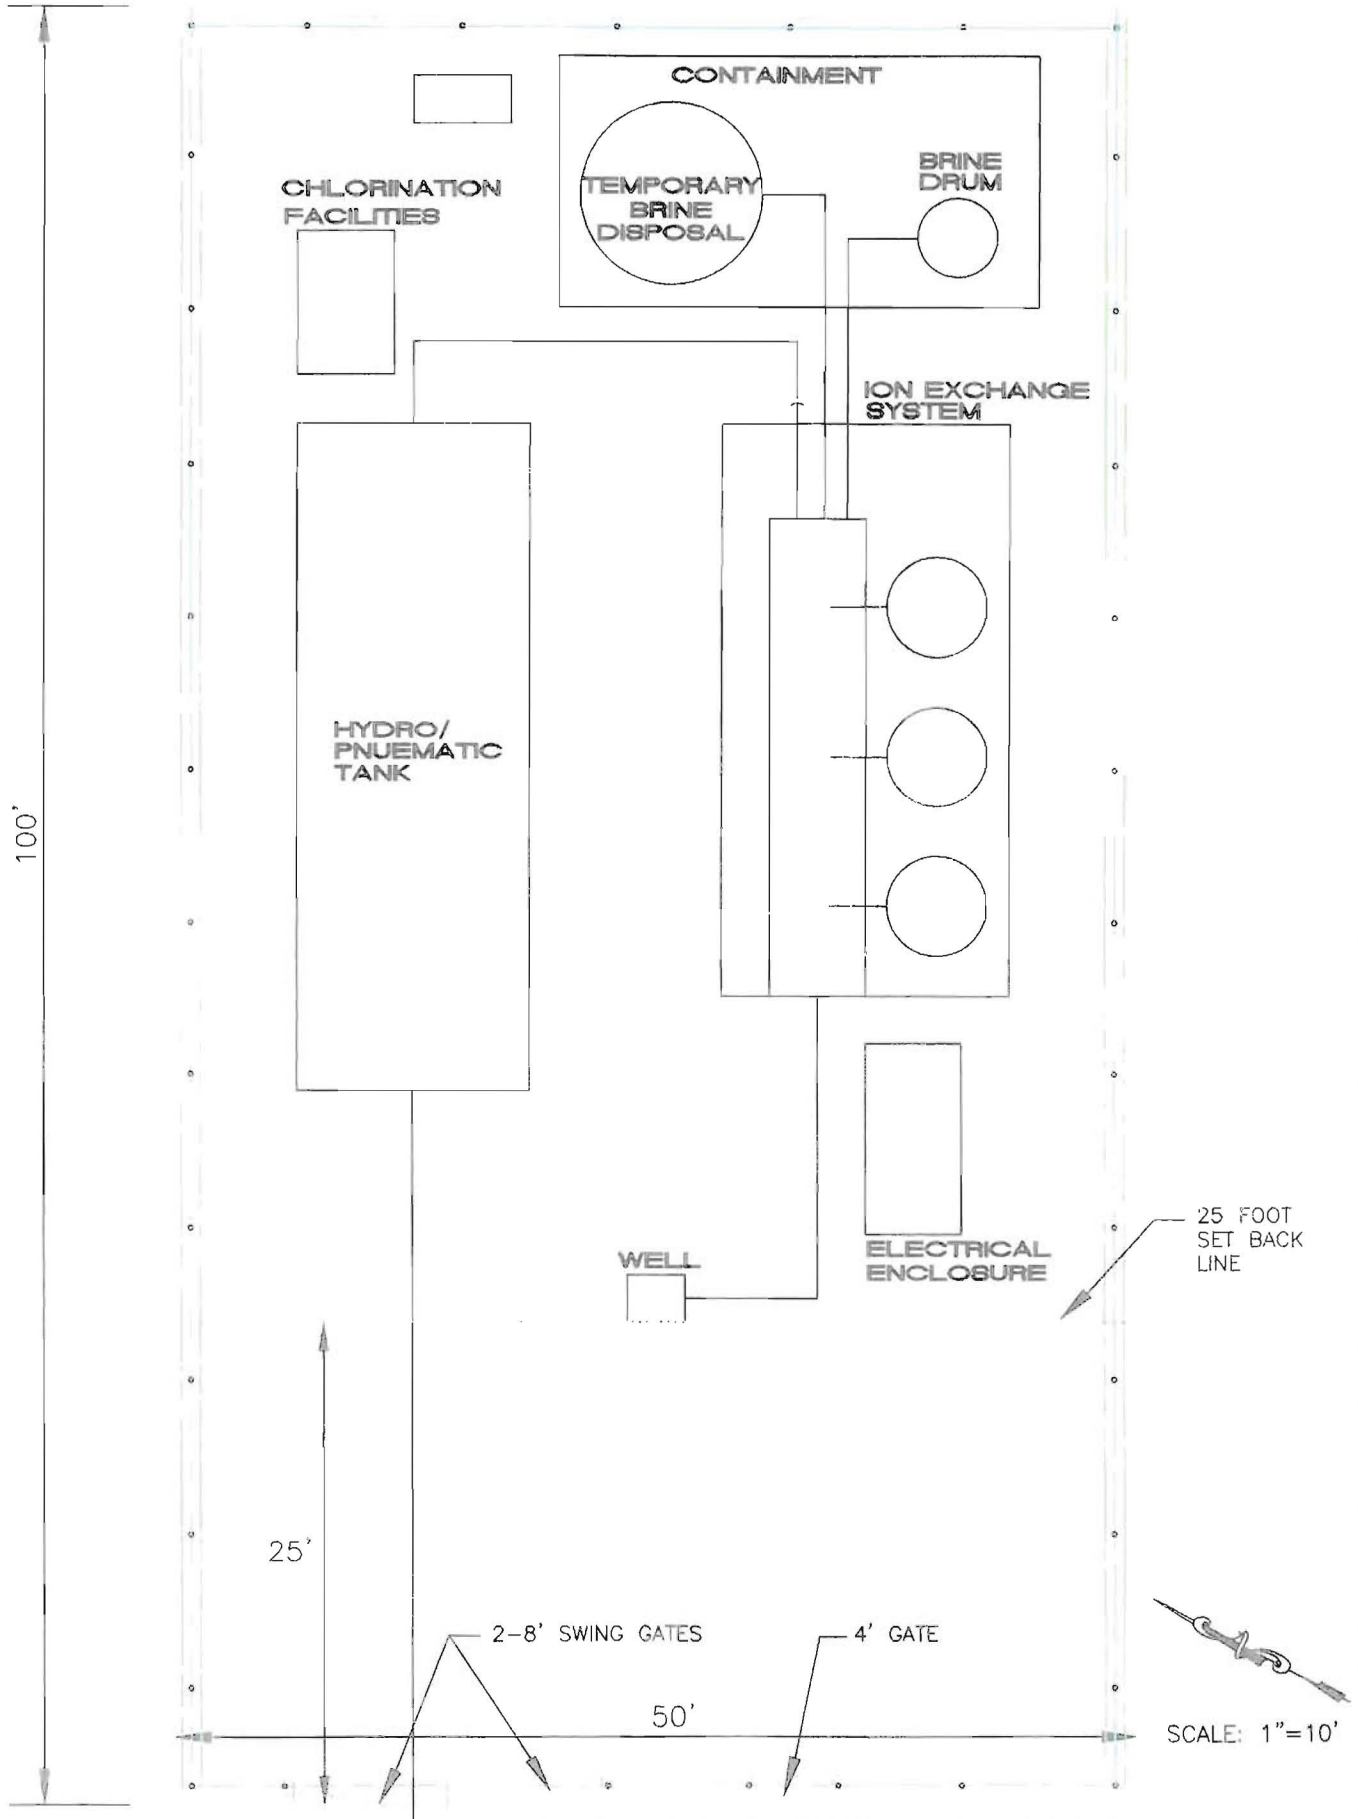 CONTAINMENT
BRINE
DRUM
TEMPORARY
BRINE
DISPOSAL
CHLORINATION
FACILITIES
ION EXCHANGE
SYSTEM
HYDRO/
PNUEMATIC
TANK
100'
25 FOOT
SET BACK
LINE
ELECTRICAL
ENCLOSURE
WELL
25'
2-8' SWING GATES
4' GATE
50'
SCALE: 1"=10'